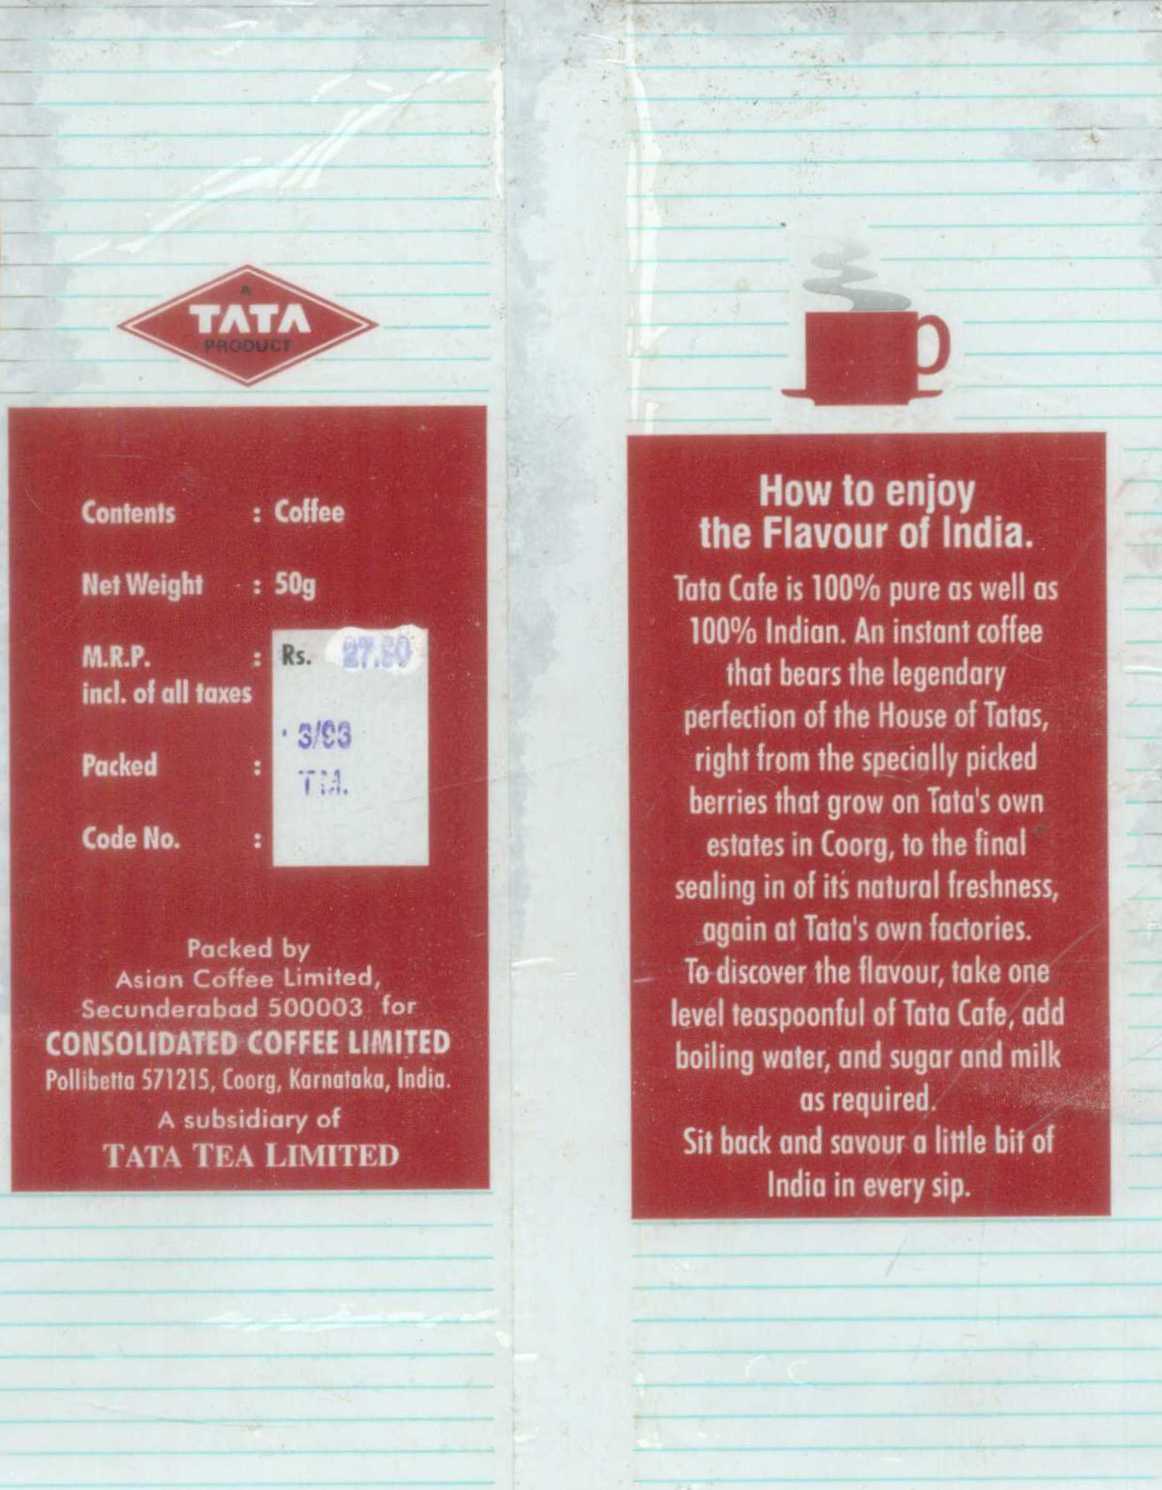 A
TATA
PRODUCT
Contents : Coffee
Net Weight : 50g
M.R.P. : Rs.
incl. of all taxes
Packed :
Code No. :
Packed by
Asian Coffee Limited,
Secunderabad 500003 for
CONSOLIDATED COFFEE LIMITED
Pollibetta 571215, Coorg, Karnataka, India.
A subsidiary of
TATA TEA LIMITED
How to enjoy
the Flavour of India.
Tata Cafe is 100% pure as well as
100% Indian. An instant coffee
that bears the legendary
perfection of the House of Tatas,
right from the specially picked
berries that grow on Tata's own
estates in Coorg, to the final
sealing in of its natural freshness,
again at Tata's own factories.
To discover the flavour, take one
level teaspoonful of Tata Cafe, add
boiling water, and sugar and milk
as required.
Sit back and savour a little bit of
India in every sip.